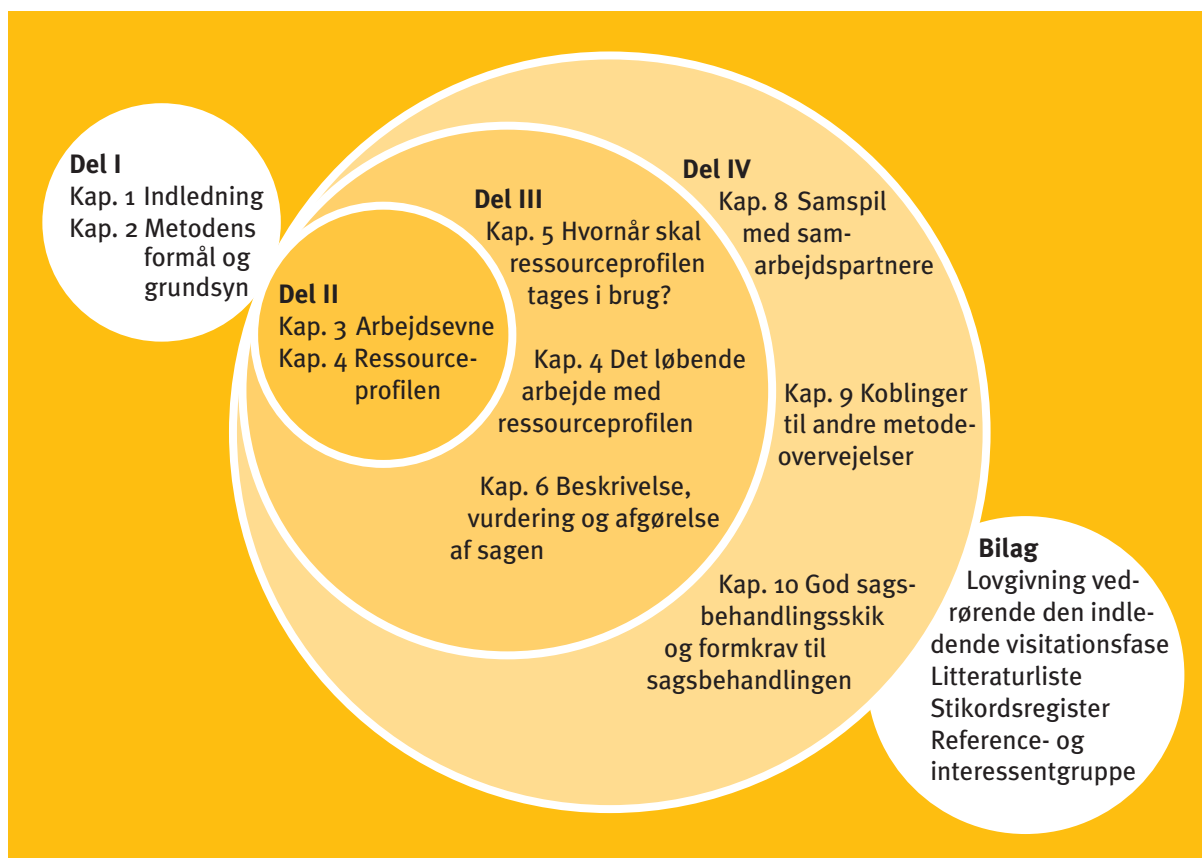 Del I
Kap. 1 Indledning
Kap. 2 Metodens
formål og
grundsyn
Del II
Kap. 3 Arbejdsevne
Kap. 4 Ressource-
profilen
Del III
Kap. 5 Hvornår skal
ressourceprofilen
tages i brug?
Kap. 4 Det løbende
arbejde med
ressourceprofilen
Kap. 6 Beskrivelse,
vurdering og afgørelse
af sagen
Del IV
Kap. 8 Samspil
med sam-
arbejdspartnere
Kap. 9 Koblinger
til andre metode-
overvejelser
Kap. 10 God sags-
behandlingsskik
og formkrav til
sagsbehandlingen
Bilag
Lovgivning ved-
rørende den indle-
dende visitationsfase
Litteraturliste
Stikordsregister
Reference- og
interessentgruppe